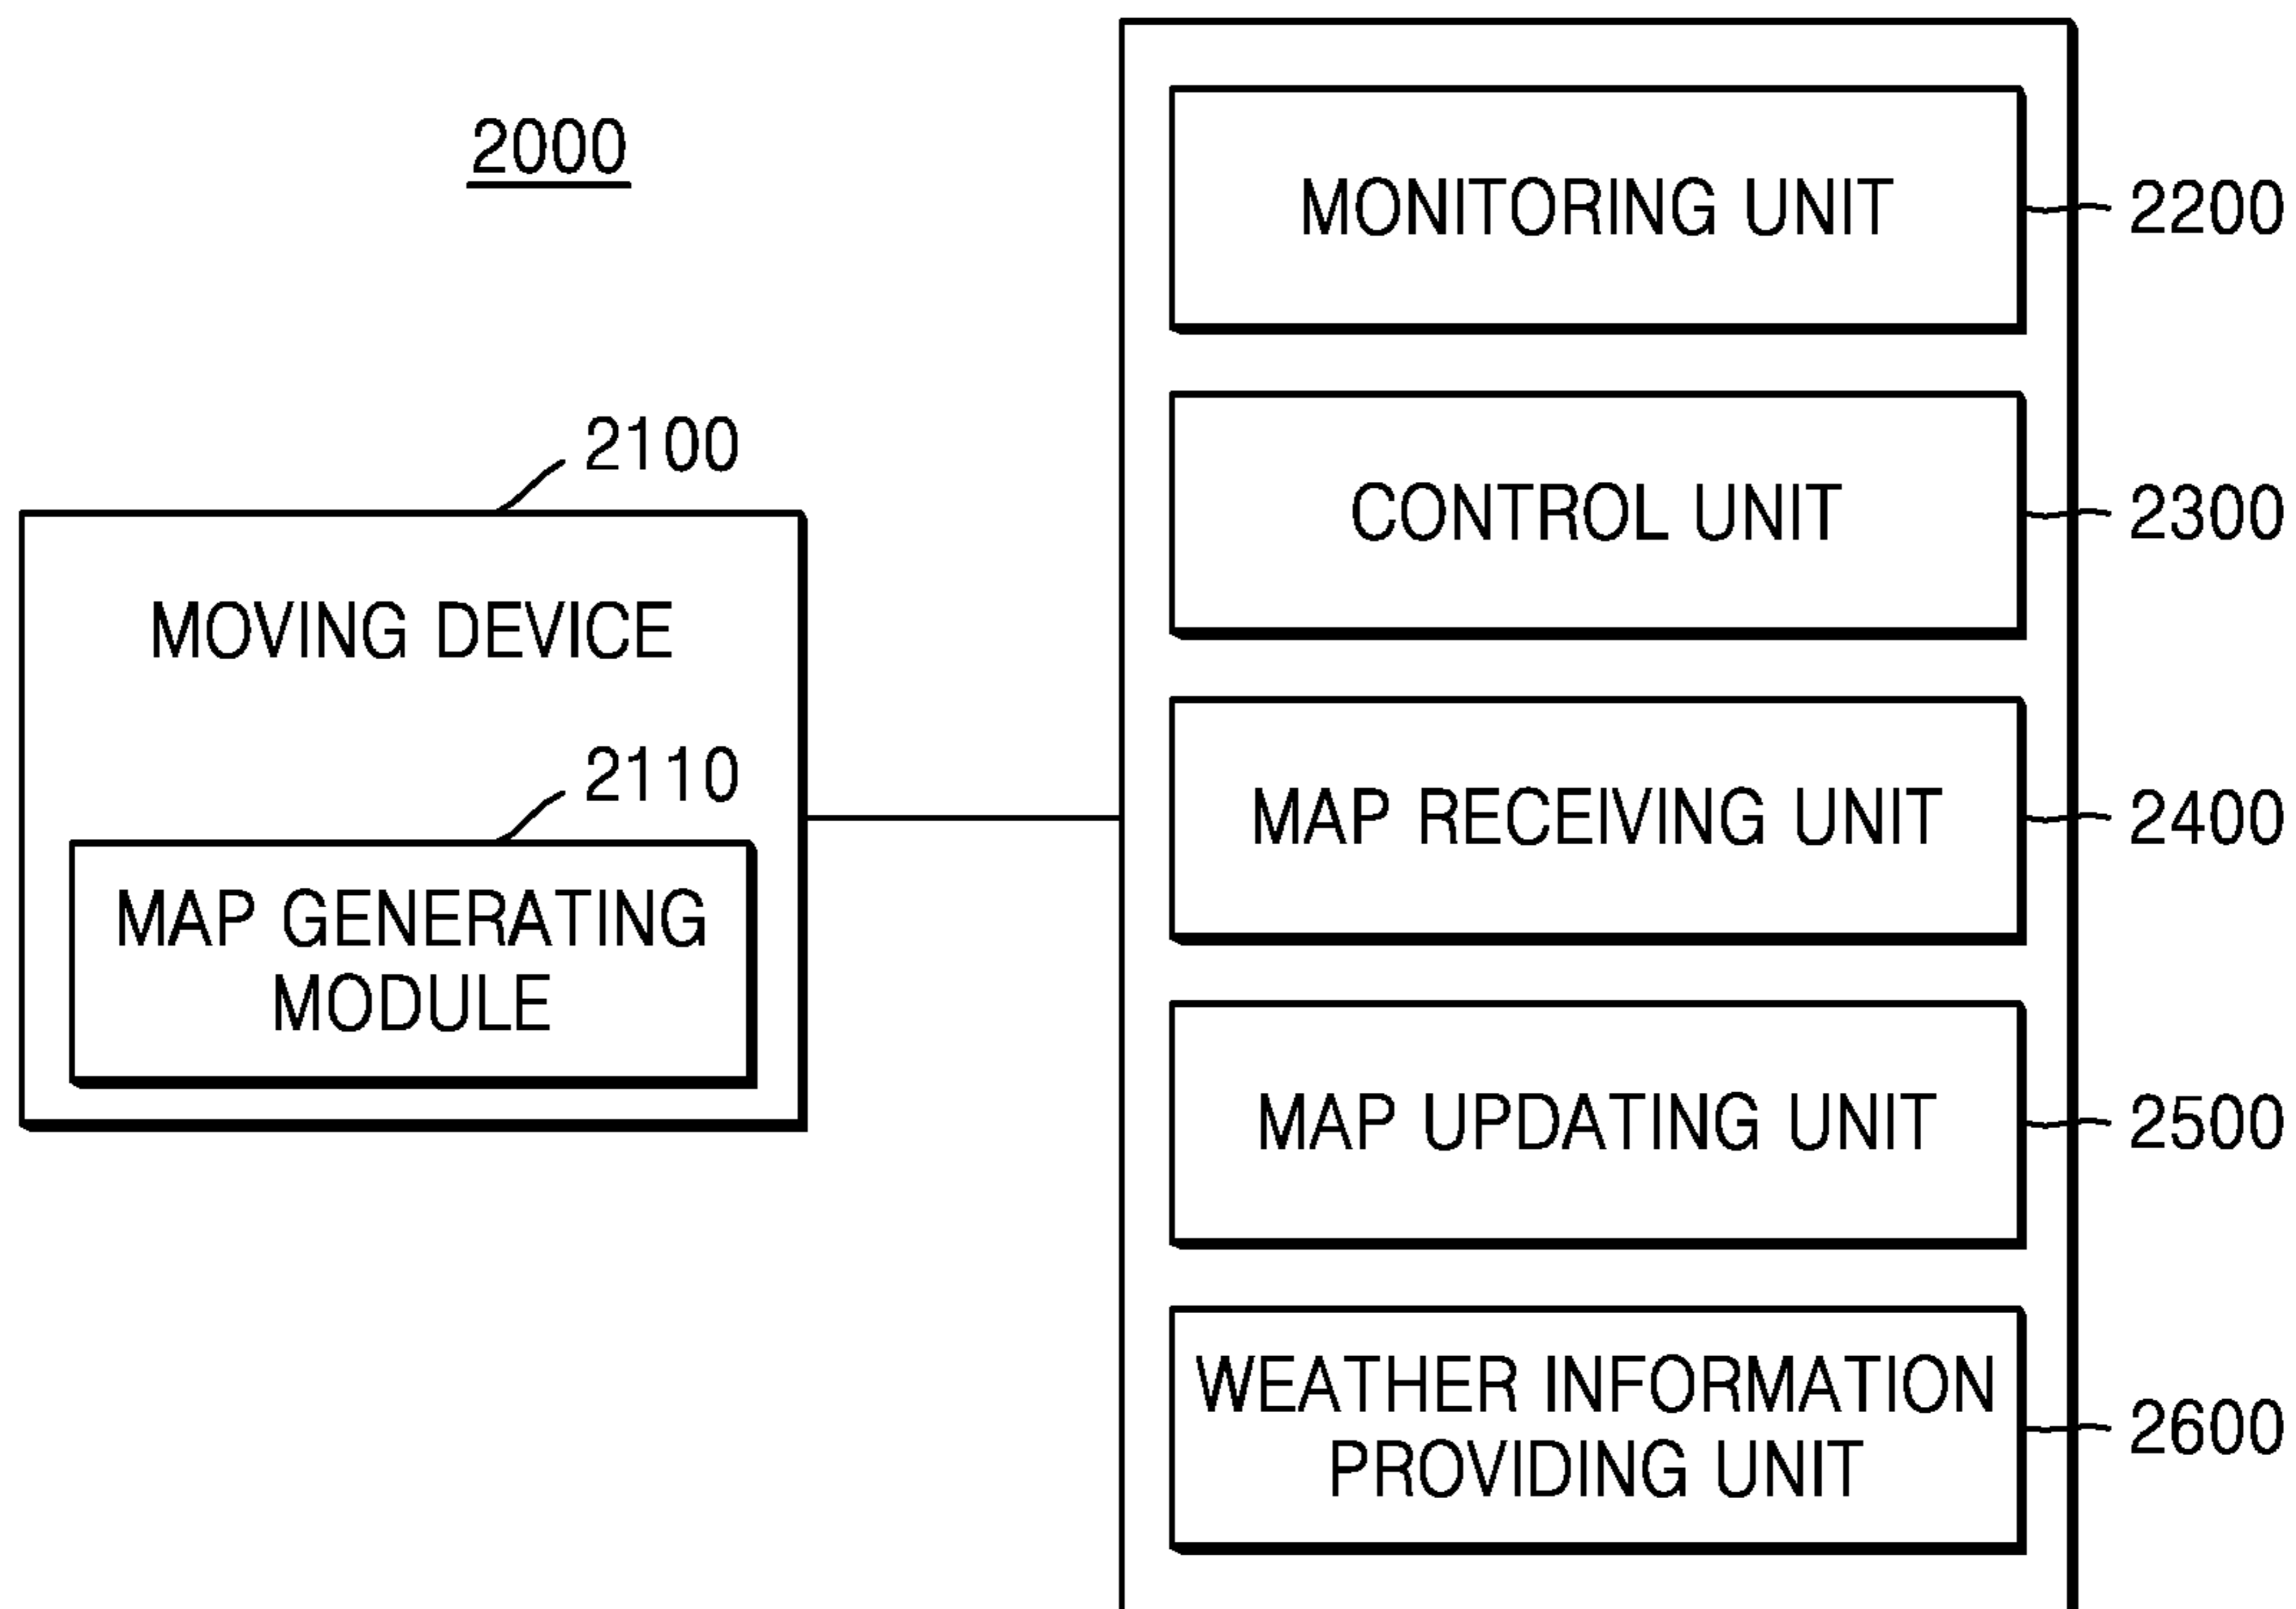 2000
2100
MOVING DEVICE
2110
MAP GENERATING
MODULE
MONITORING UNIT
2200
CONTROL UNIT
2300
MAP RECEIVING UNIT
2400
MAP UPDATING UNIT
2500
WEATHER INFORMATION
PROVIDING UNIT
2600